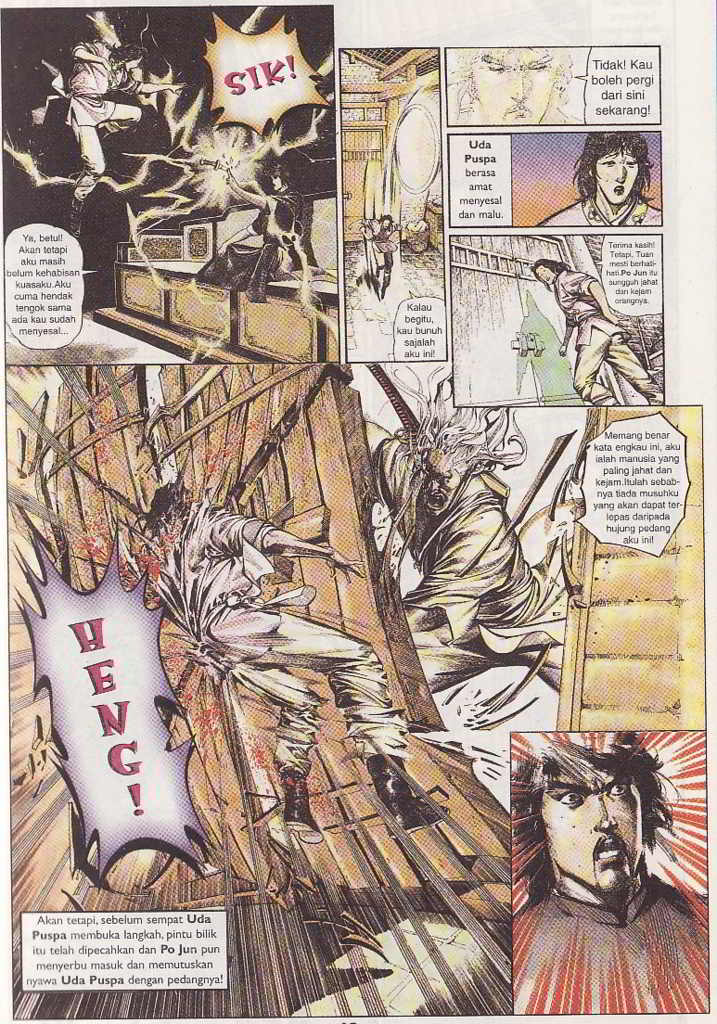 SIK!
Ya, betul!
Akan tetapi
aku masih
belum kehabisan
kuasaku.Aku
cuma hendak
tengok sama
ada kau sudah
menyesal...
Kalau
begitu,
kau bunuh
sajalah
aku ini!
Tidak! Kau
boleh pergi
dari sini
sekarang!
Uda
Puspa
berasa
amat
menyesal
dan malu.
Terima kasih!
Tetapi, Tuan
mesti berhati-
hati.Po Jun itu
sungguh jahat
dan kejam
orangnya.
Memang benar
kata engkau ini, aku
ialah manusia yang
paling jahat dan
kejam.Itulah sebab-
nya tiada musuhku
yang akan dapat ter-
lepas daripada
hujung pedang
aku ini!
HENG!
Akan tetapi, sebelum sempat Uda
Puspa membuka langkah, pintu bilik
itu telah dipecahkan dan Po Jun pun
menyerbu masuk dan memutuskan
nyawa Uda Puspa dengan pedangnya!